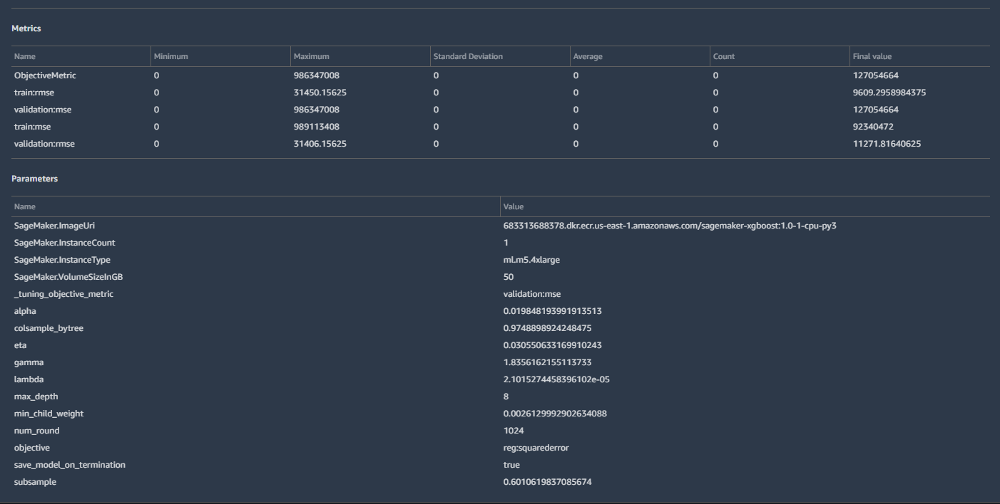 Metrics
Name Minimum Maximum Standard Deviation Average Count Final value
ObjectiveMetric 0 986347008 0 0 0 127054664
train:rmse 0 31450.15625 0 0 0 9609.2958984375
validation:mse 0 986347008 0 0 0 127054664
train:mse 0 989113408 0 0 0 92340472
validation:rmse 0 31406.15625 0 0 0 11271.81640625
Parameters
Name Value
SageMaker.ImageUri 683313688378.dkr.ecr.us-east-1.amazonaws.com/sagemaker-xgboost:1.0-1-cpu-py3
SageMaker.InstanceCount 1
SageMaker.InstanceType ml.m5.4xlarge
SageMaker.VolumeSizeInGB 50
_tuning_objective_metric validation:mse
alpha 0.019848193991913513
colsample_bytree 0.9748898924248475
eta 0.030550633169910243
gamma 1.8356162155113733
lambda 2.1015274458396102e-05
max_depth 8
min_child_weight 0.0026129992902634088
num_round 1024
objective reg:squarederror
save_model_on_termination true
subsample 0.6010619837085674